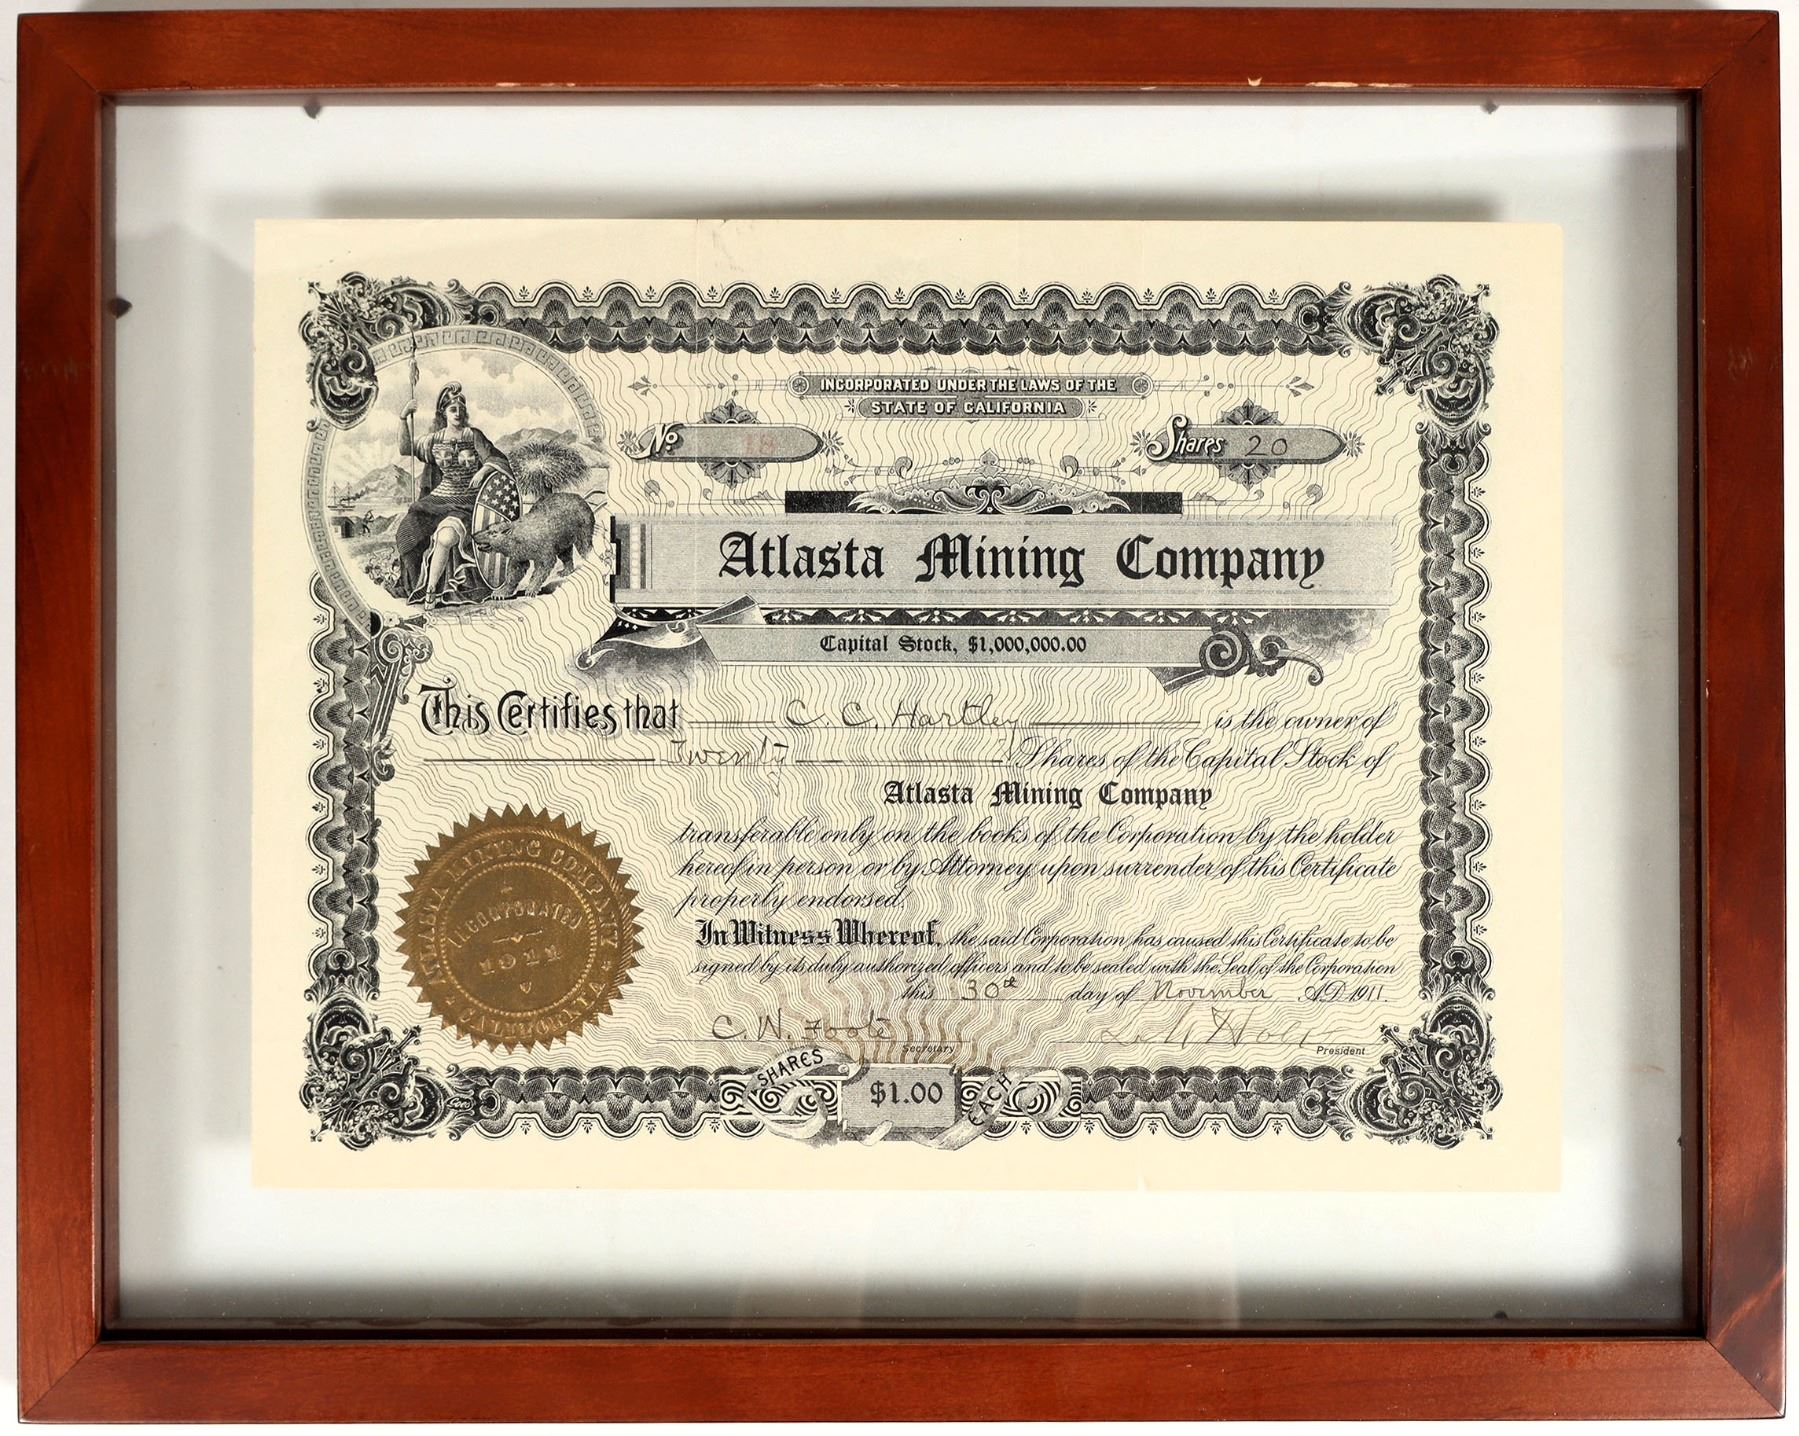 INCORPORATED UNDER THE LAWS OF THE
STATE OF CALIFORNIA
No 18
Shares 20
Atlasta Mining Company
Capital Stock, $1,000,000.00
This Certifies that C. C. Hartley is the owner of
Twenty Shares of the Capital Stock of
Atlasta Mining Company
transferable only on the books of the Corporation by the holder
hereof in person or by Attorney upon surrender of this Certificate
properly endorsed.
In Witness Whereof, the said Corporation has caused this Certificate to be
signed by its duly authorized officers and to be sealed with the Seal of the Corporation
this 30th day of November A.D. 1911.
C. N. Foote
Secretary
President
ATLASTA MINING COMPANY
INCORPORATED
1911
CALIFORNIA
SHARES $1.00 EACH